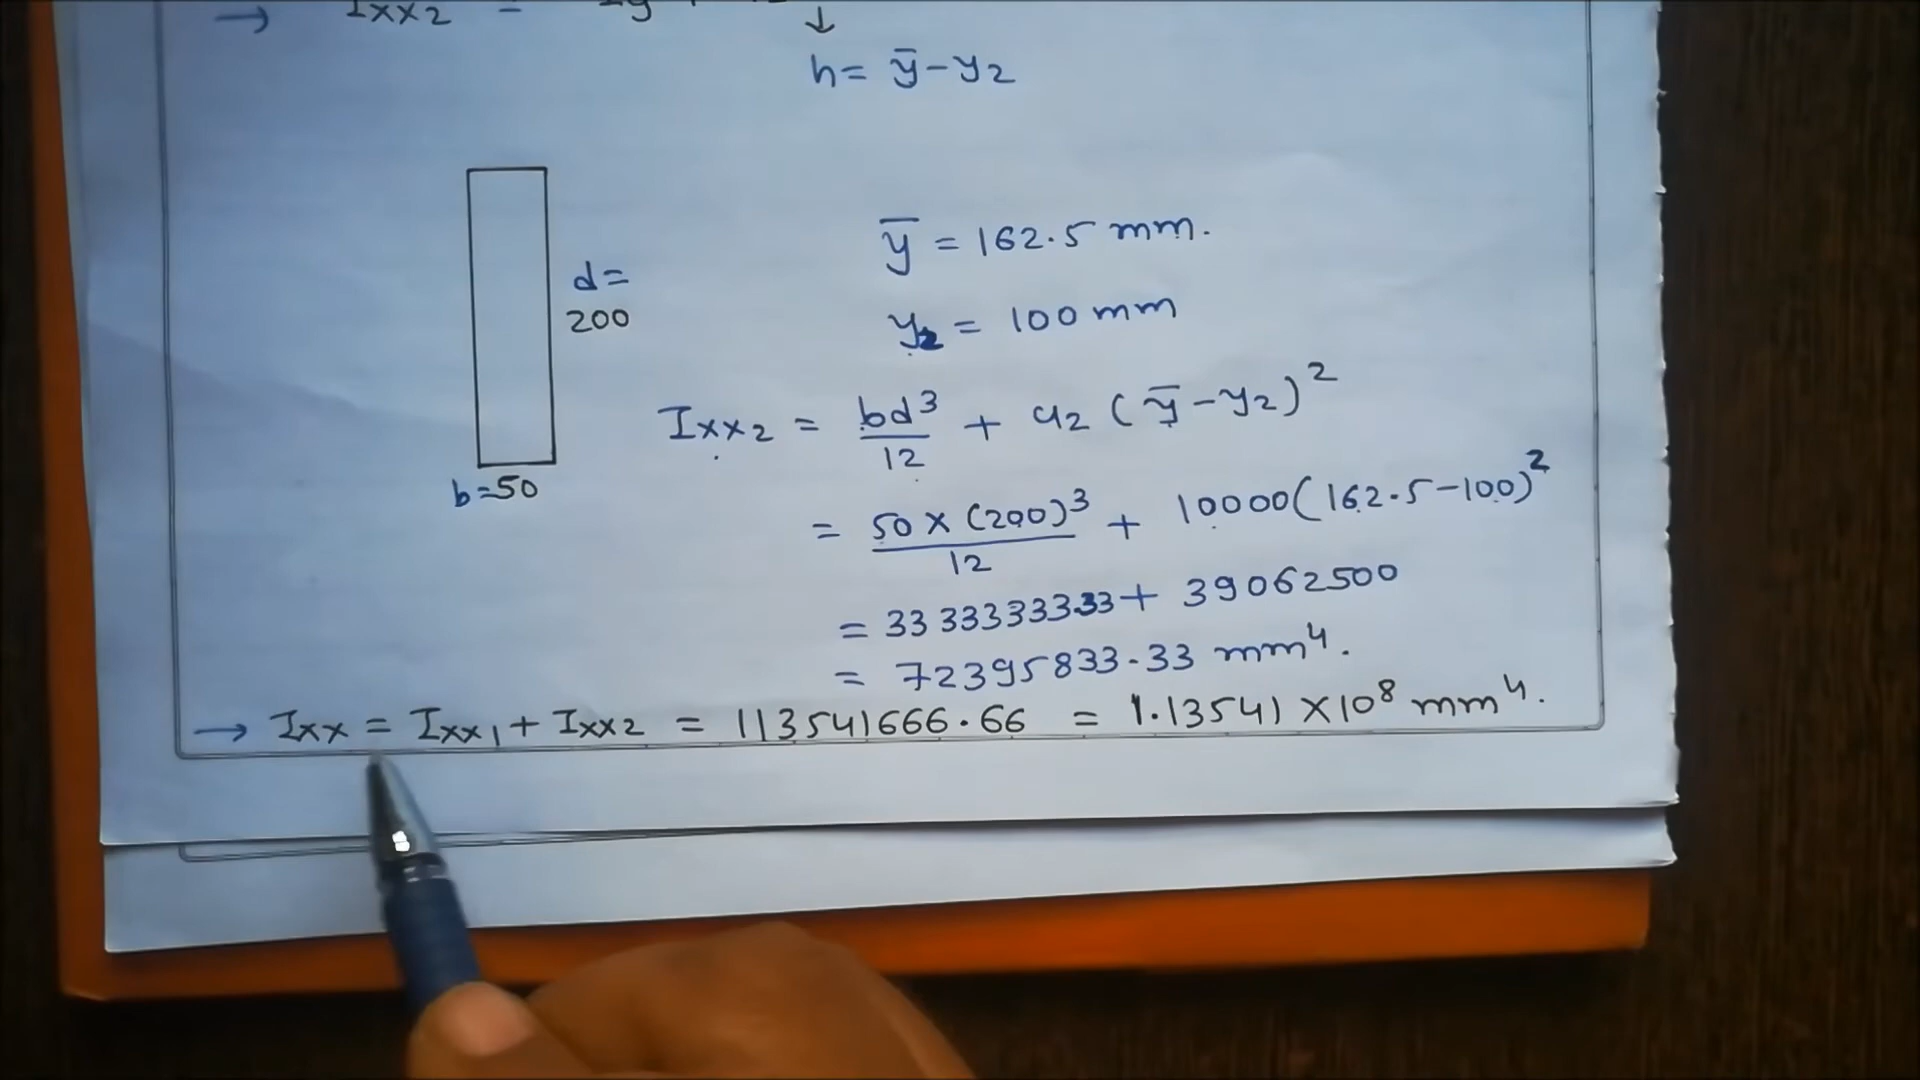 → Ixx2 =
↓
h = ȳ - y2
d =
200
b = 50
ȳ = 162.5 mm.
y2 = 100 mm
Ixx2 = bd³/12 + a2 (ȳ - y2)²
= 50 × (200)³/12 + 10000 (162.5 - 100)²
= 33333333.33 + 39062500
= 72395833.33 mm⁴.
→ Ixx = Ixx1 + Ixx2 = 113541666.66 = 1.13541 × 10⁸ mm⁴.